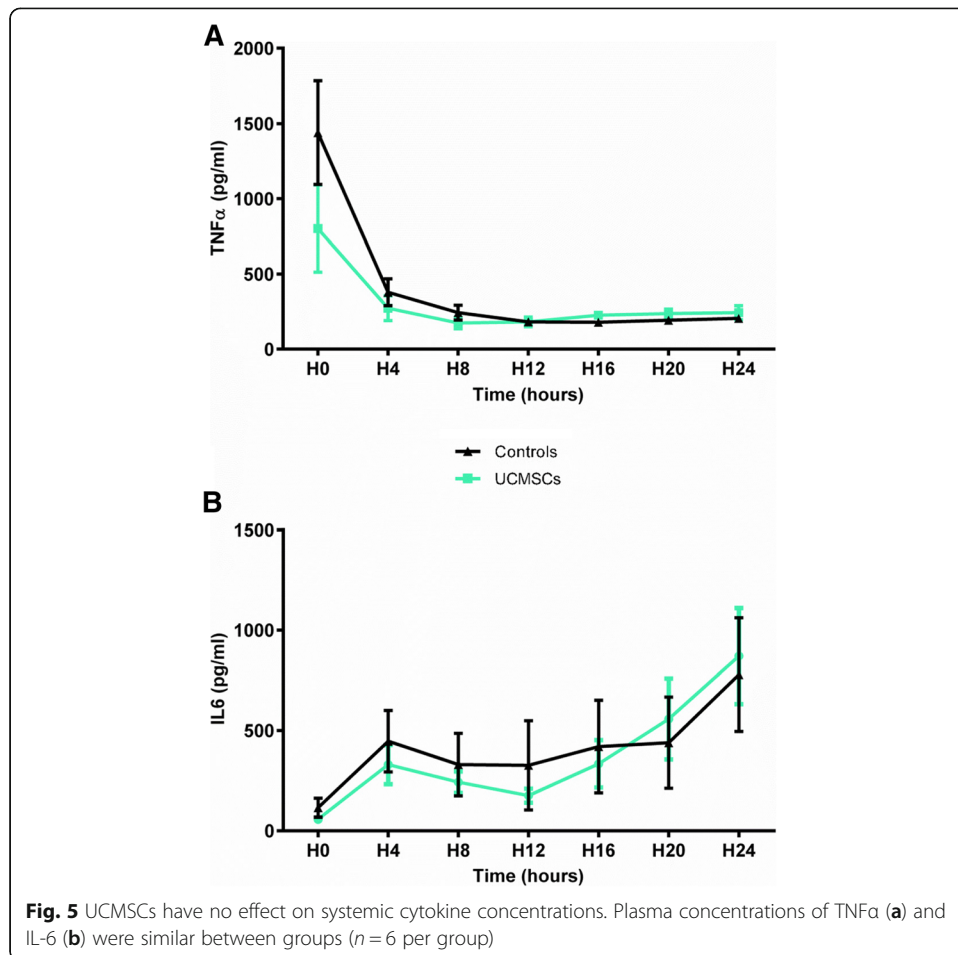 A
2000
1500
1000
500
0
TNFα (pg/ml)
H0 H4 H8 H12 H16 H20 H24
Time (hours)
Controls
UCMSCs
B
1500
1000
500
0
IL6 (pg/ml)
H0 H4 H8 H12 H16 H20 H24
Time (hours)
Fig. 5 UCMSCs have no effect on systemic cytokine concentrations. Plasma concentrations of TNFα (a) and
IL-6 (b) were similar between groups (n = 6 per group)